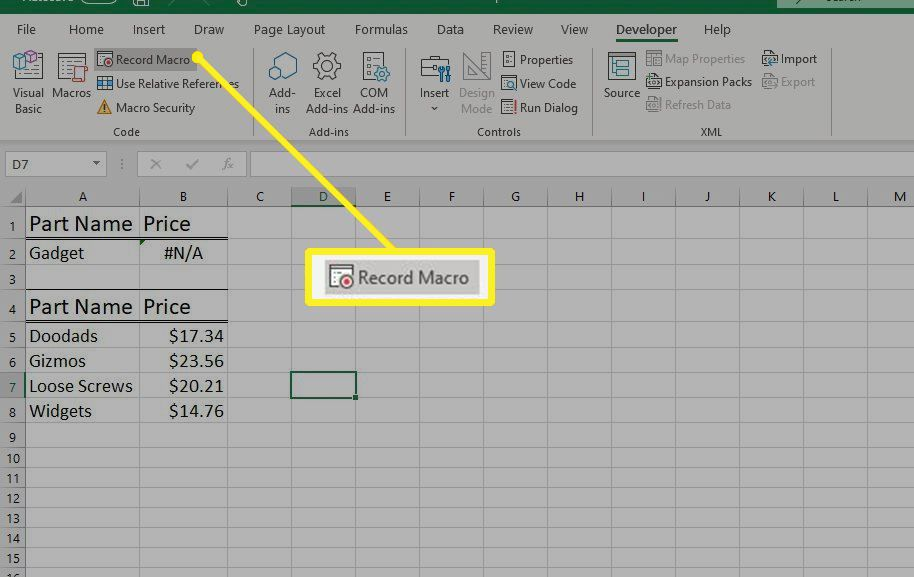 File Home Insert Draw Page Layout Formulas Data Review View Developer Help
Record Macro Properties Map Properties Import
Use Relative References View Code Expansion Packs Export
Visual Basic Macros Macro Security Add-ins Excel Add-ins COM Add-ins Insert Design Mode Run Dialog Source Refresh Data
Code Add-ins Controls XML
D7 fx
A B C D E F G H I J K L M
1 Part Name Price
2 Gadget #N/A
Record Macro
3
4 Part Name Price
5 Doodads $17.34
6 Gizmos $23.56
7 Loose Screws $20.21
8 Widgets $14.76
9
10
11
12
13
14
15